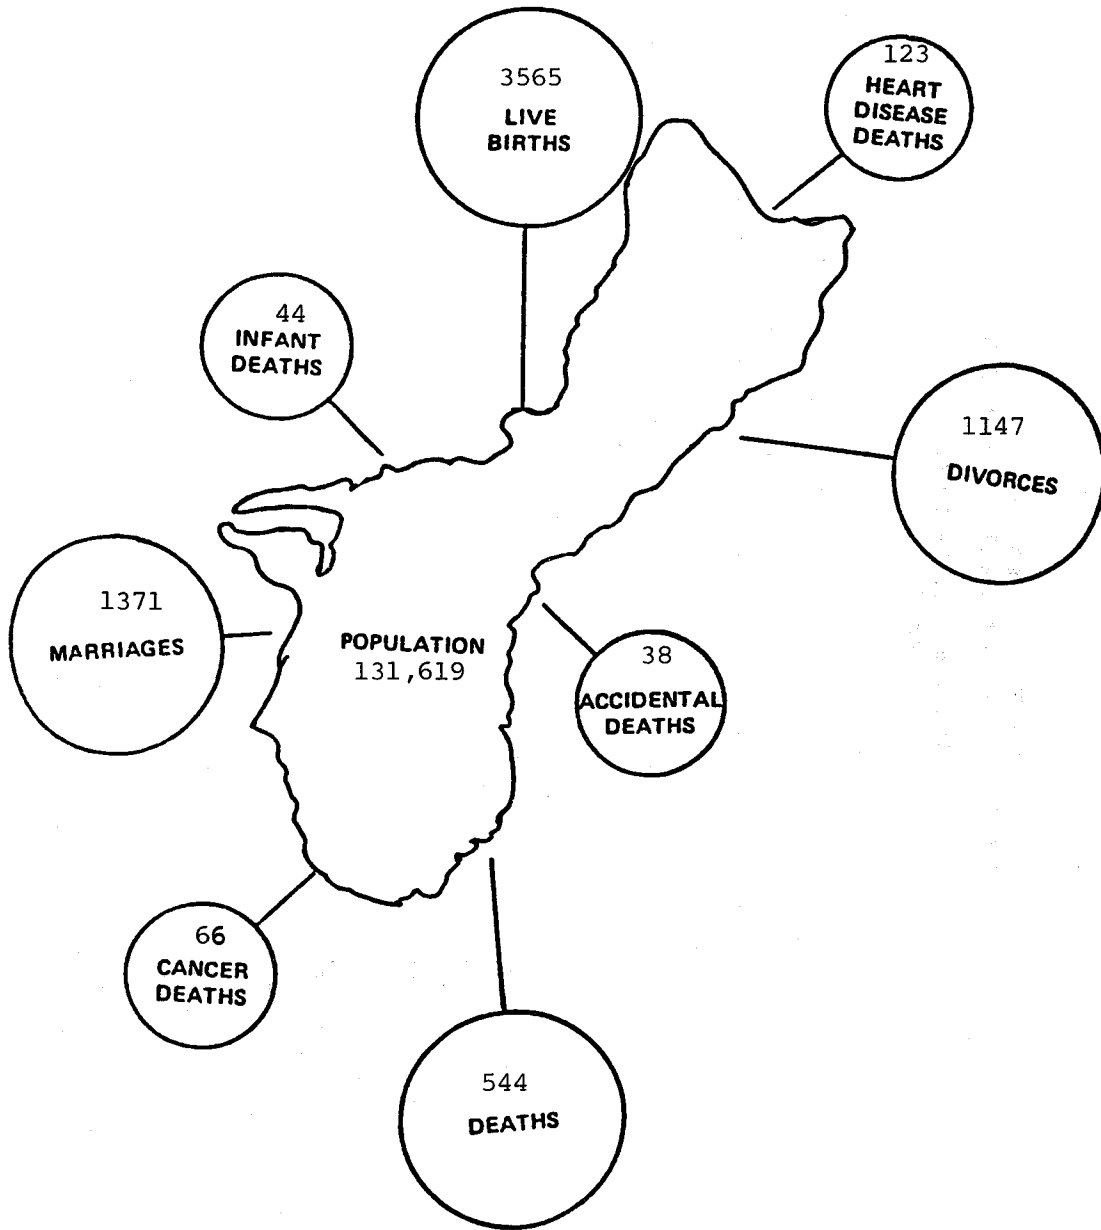 3565
LIVE
BIRTHS
123
HEART
DISEASE
DEATHS
44
INFANT
DEATHS
1147
DIVORCES
1371
MARRIAGES
POPULATION
131,619
38
ACCIDENTAL
DEATHS
66
CANCER
DEATHS
544
DEATHS